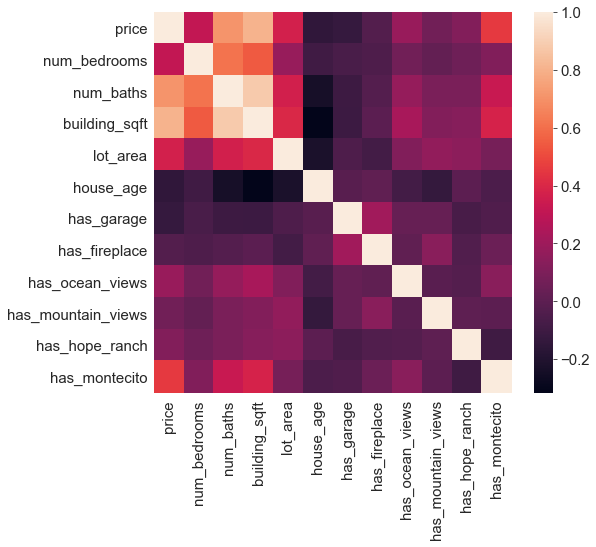 price
num_bedrooms
num_baths
building_sqft
lot_area
house_age
has_garage
has_fireplace
has_ocean_views
has_mountain_views
has_hope_ranch
has_montecito
price
num_bedrooms
num_baths
building_sqft
lot_area
house_age
has_garage
has_fireplace
has_ocean_views
has_mountain_views
has_hope_ranch
has_montecito
1.0
0.8
0.6
0.4
0.2
0.0
−0.2